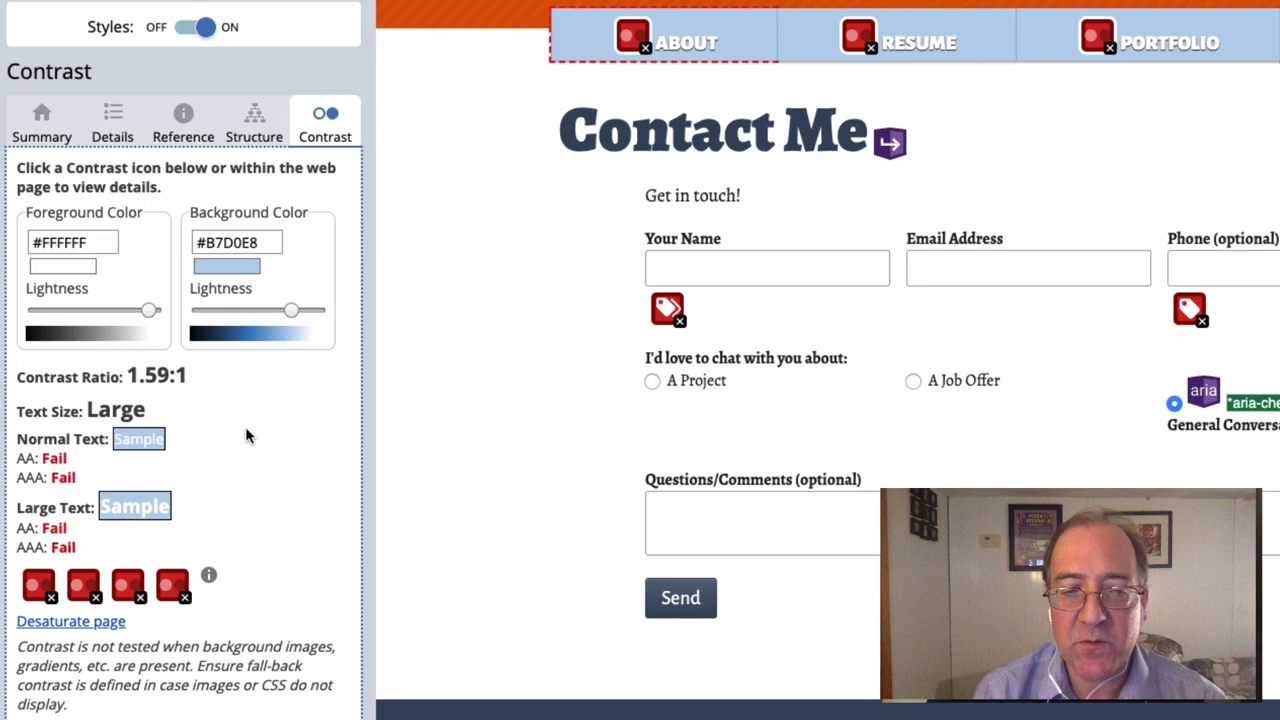 Styles: OFF ON
Contrast
Summary Details Reference Structure Contrast
Click a Contrast icon below or within the web
page to view details.
Foreground Color
#FFFFFF
Lightness
Background Color
#B7D0E8
Lightness
Contrast Ratio: 1.59:1
Text Size: Large
Normal Text: Sample
AA: Fail
AAA: Fail
Large Text: Sample
AA: Fail
AAA: Fail
Desaturate page
Contrast is not tested when background images,
gradients, etc. are present. Ensure fall-back
contrast is defined in case images or CSS do not
display.
ABOUT RESUME PORTFOLIO
Contact Me
Get in touch!
Your Name Email Address Phone (optional)
I'd love to chat with you about:
A Project A Job Offer
aria *aria-che
General Conversa
Questions/Comments (optional)
Send